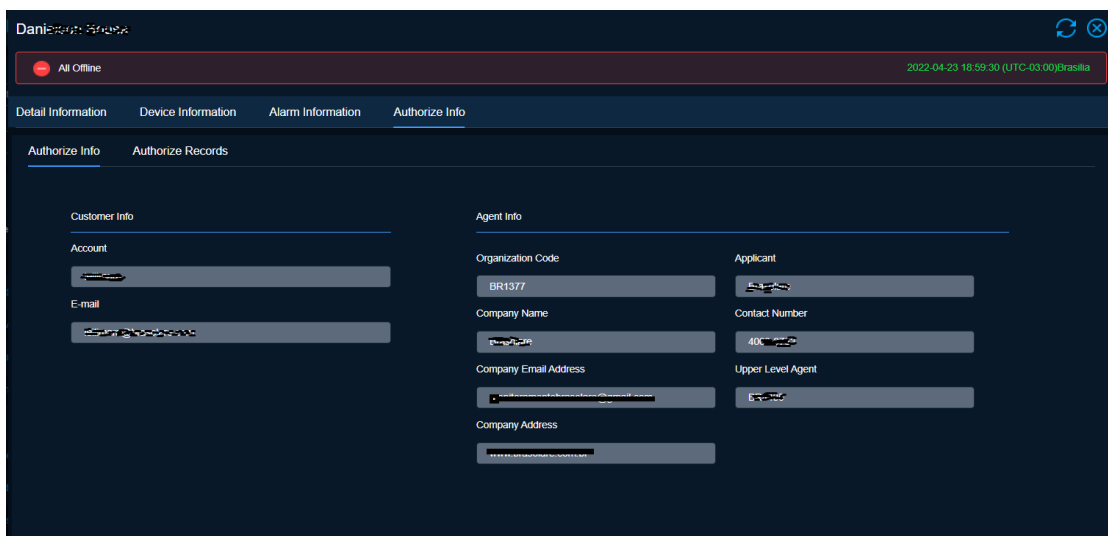 All Offline
2022-04-23 18:59:30 (UTC-03:00)Brasilia
Detail Information Device Information Alarm Information Authorize Info
Authorize Info Authorize Records
Customer Info
Account
E-mail
Agent Info
Organization Code
BR1377
Applicant
Company Name
Contact Number
Company Email Address
Upper Level Agent
Company Address